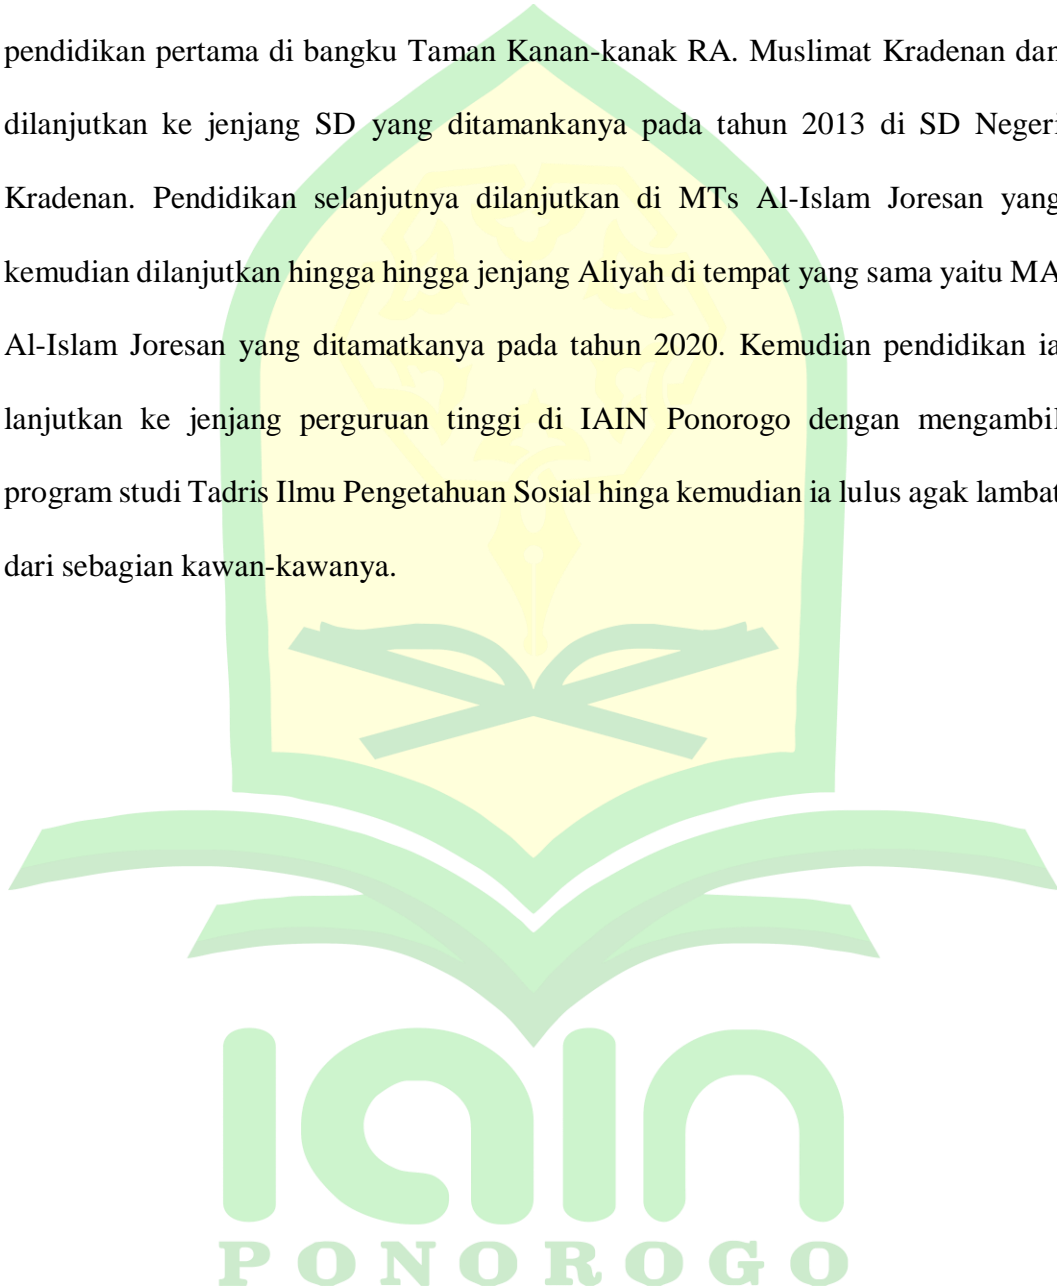 pendidikan pertama di bangku Taman Kanan-kanak RA. Muslimat Kradenan dan
dilanjutkan ke jenjang SD yang ditamankanya pada tahun 2013 di SD Negeri
Kradenan. Pendidikan selanjutnya dilanjutkan di MTs Al-Islam Joresan yang
kemudian dilanjutkan hingga hingga jenjang Aliyah di tempat yang sama yaitu MA
Al-Islam Joresan yang ditamatkanya pada tahun 2020. Kemudian pendidikan ia
lanjutkan ke jenjang perguruan tinggi di IAIN Ponorogo dengan mengambil
program studi Tadris Ilmu Pengetahuan Sosial hinga kemudian ia lulus agak lambat
dari sebagian kawan-kawanya.
iain
PONOROGO